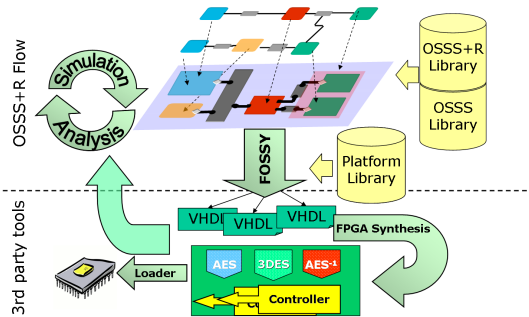 OSSS+R Flow
Simulation
Analysis
OSSS+R
Library
OSSS
Library
FOSSY
Platform
Library
3rd party tools
VHDL
VHDL
VHDL
FPGA Synthesis
AES
3DES
AES-1
Loader
Controller